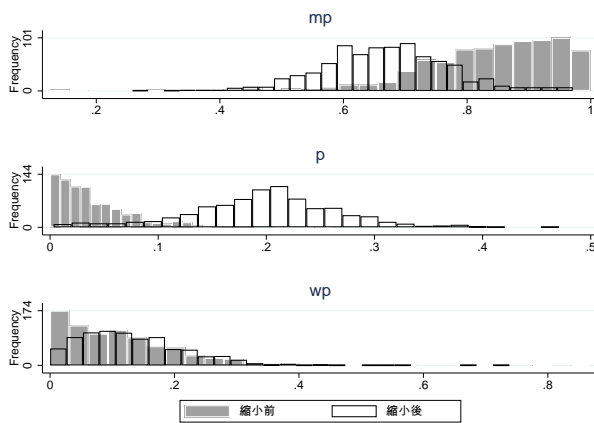 mp
Frequency
101
0
.2 .4 .6 .8 1
p
Frequency
144
0
0 .1 .2 .3 .4 .5
wp
Frequency
174
0
0 .2 .4 .6 .8
縮小前 縮小後